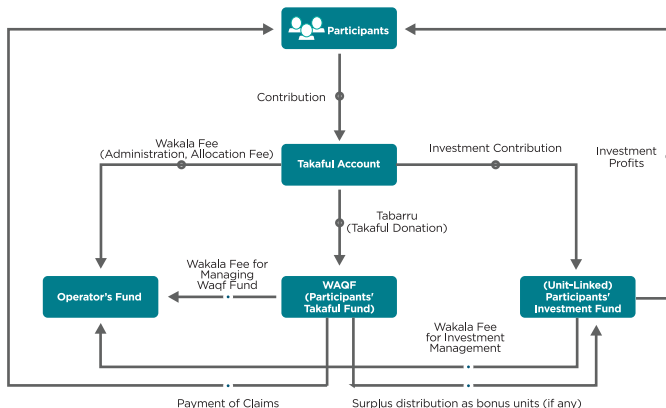 Participants
Contribution
Wakala Fee
(Administration, Allocation Fee)
Takaful Account
Investment Contribution
Investment
Profits
Tabarru
(Takaful Donation)
Wakala Fee for
Managing
Waqf Fund
Operator's Fund
WAQF
(Participants'
Takaful Fund)
(Unit-Linked)
Participants'
Investment Fund
Wakala Fee
for Investment
Management
Payment of Claims
Surplus distribution as bonus units (if any)